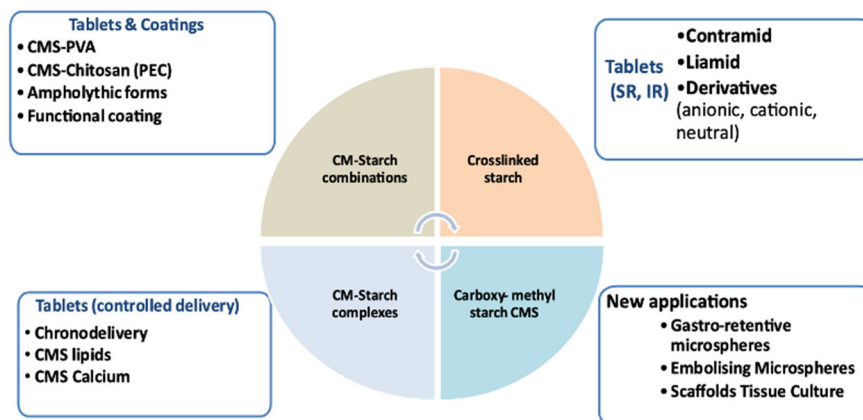 Tablets & Coatings
• CMS-PVA
• CMS-Chitosan (PEC)
• Ampholythic forms
• Functional coating
Tablets
(SR, IR)
• Contramid
• Liamid
• Derivatives
(anionic, cationic,
neutral)
CM-Starch
combinations
Crosslinked
starch
CM-Starch
complexes
Carboxy- methyl
starch CMS
Tablets (controlled delivery)
• Chronodelivery
• CMS lipids
• CMS Calcium
New applications
• Gastro-retentive
microspheres
• Embolising Microspheres
• Scaffolds Tissue Culture